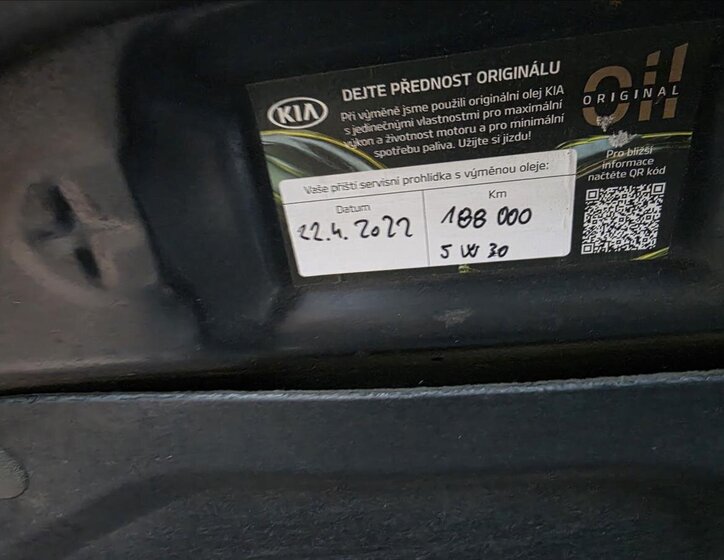 KIA
DEJTE PŘEDNOST ORIGINÁLU
Při výměně jsme použili originální olej KIA
s jedinečnými vlastnostmi pro maximální
výkon a životnost motoru a pro minimální
spotřebu paliva. Užijte si jízdu!
Oil
ORIGINAL
Pro bližší
informace
načtěte QR kód
Vaše příští servisní prohlídka s výměnou oleje:
Datum
22.4.2022
Km
188 000
5 W 30